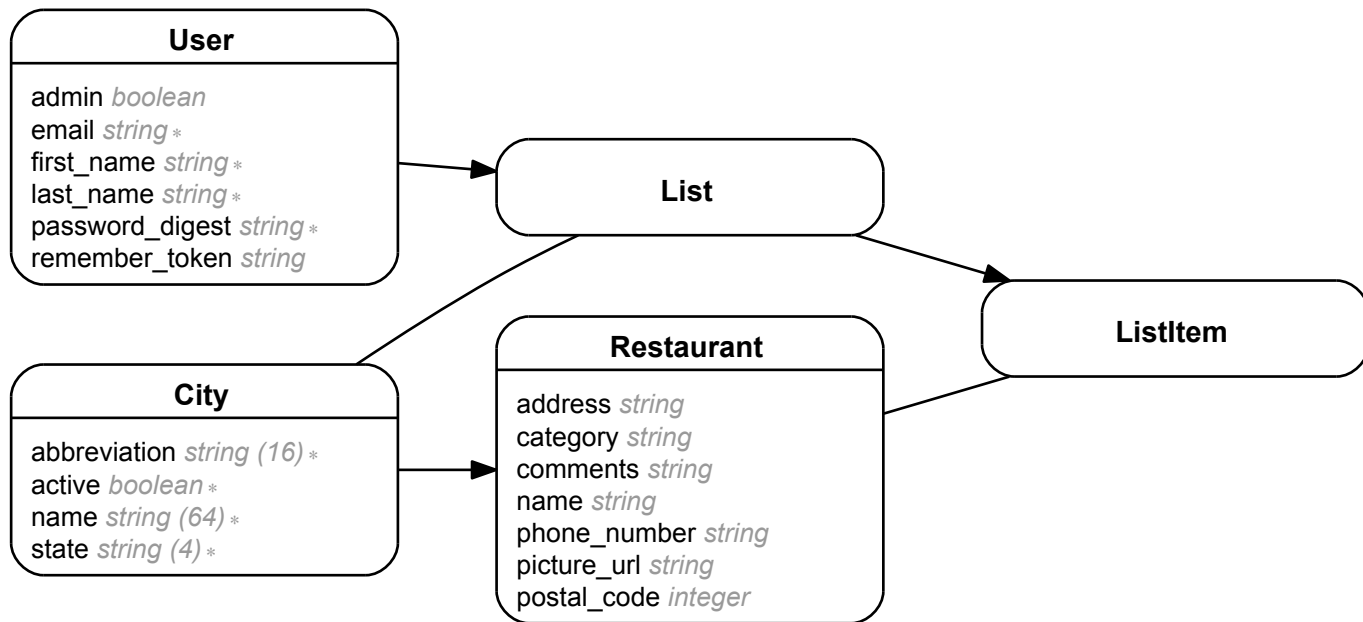 User
admin boolean
email string ∗
first_name string ∗
last_name string ∗
password_digest string ∗
remember_token string
List
ListItem
City
abbreviation string (16) ∗
active boolean ∗
name string (64) ∗
state string (4) ∗
Restaurant
address string
category string
comments string
name string
phone_number string
picture_url string
postal_code integer